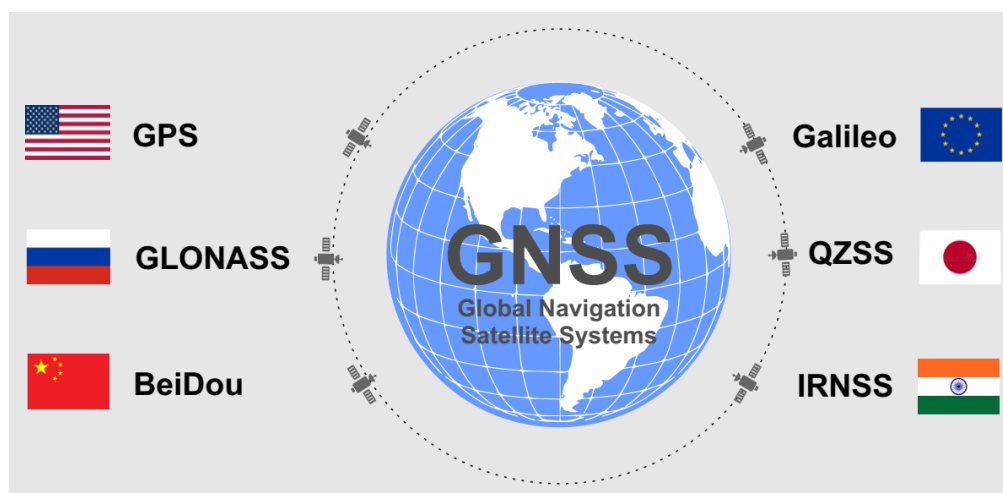 GPS
GLONASS
BeiDou
GNSS
Global Navigation
Satellite Systems
Galileo
QZSS
IRNSS